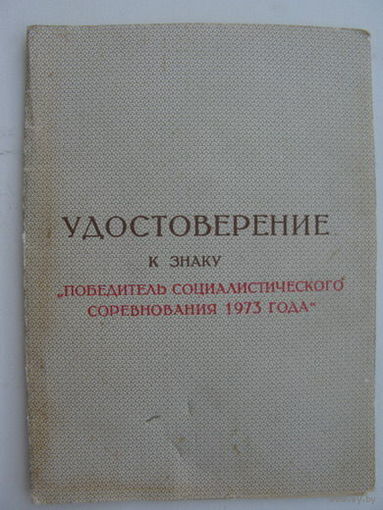 УДОСТОВЕРЕНИЕ
К ЗНАКУ
„ПОБЕДИТЕЛЬ СОЦИАЛИСТИЧЕСКОГО
СОРЕВНОВАНИЯ 1973 ГОДА“